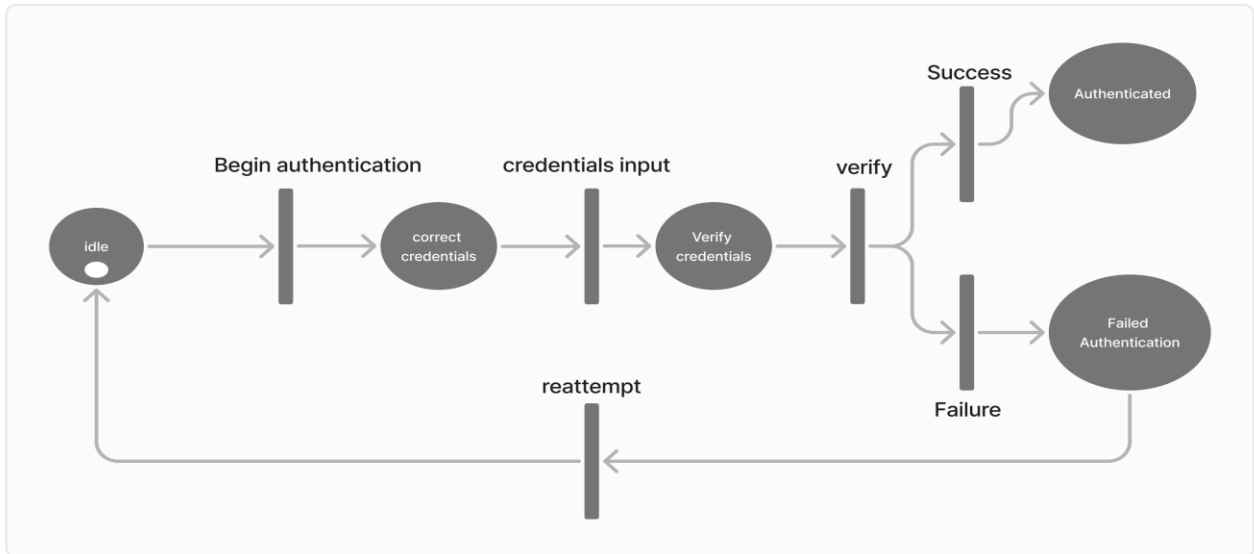 Success
Authenticated
Begin authentication
credentials input
verify
idle
correct
credentials
Verify
credentials
Failed
Authentication
reattempt
Failure